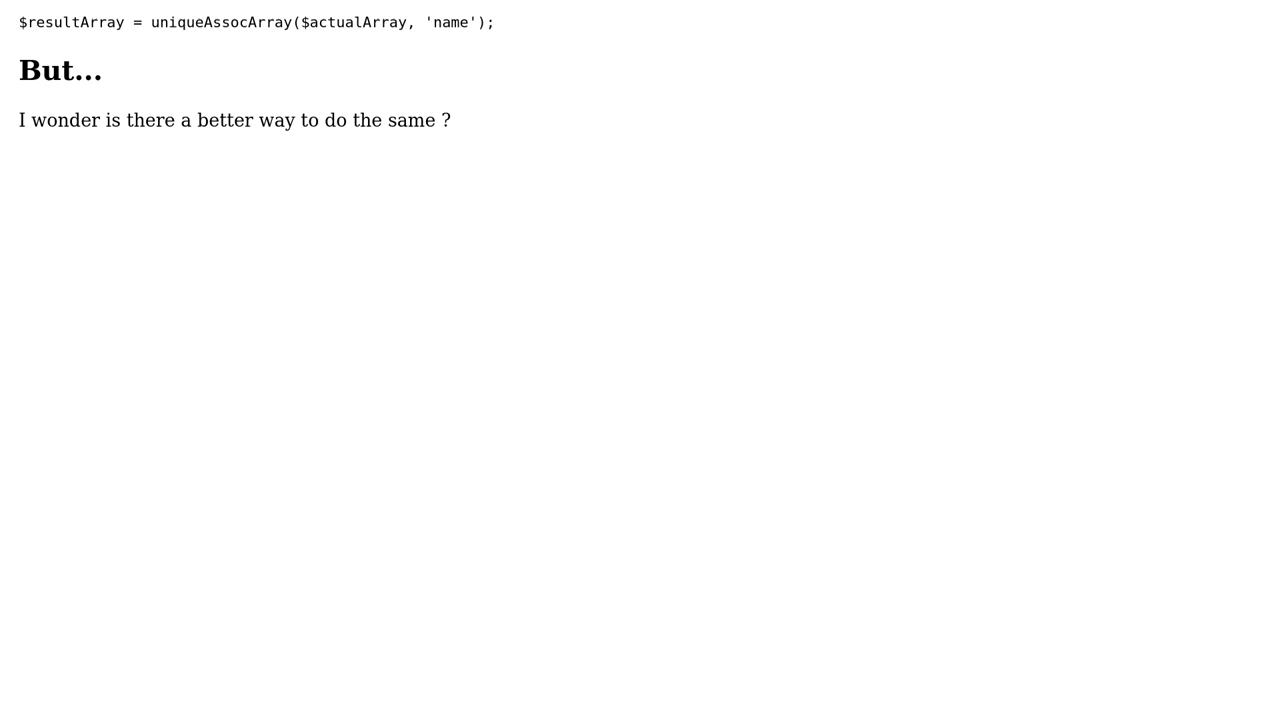 $resultArray = uniqueAssocArray($actualArray, 'name');
But...
I wonder is there a better way to do the same ?